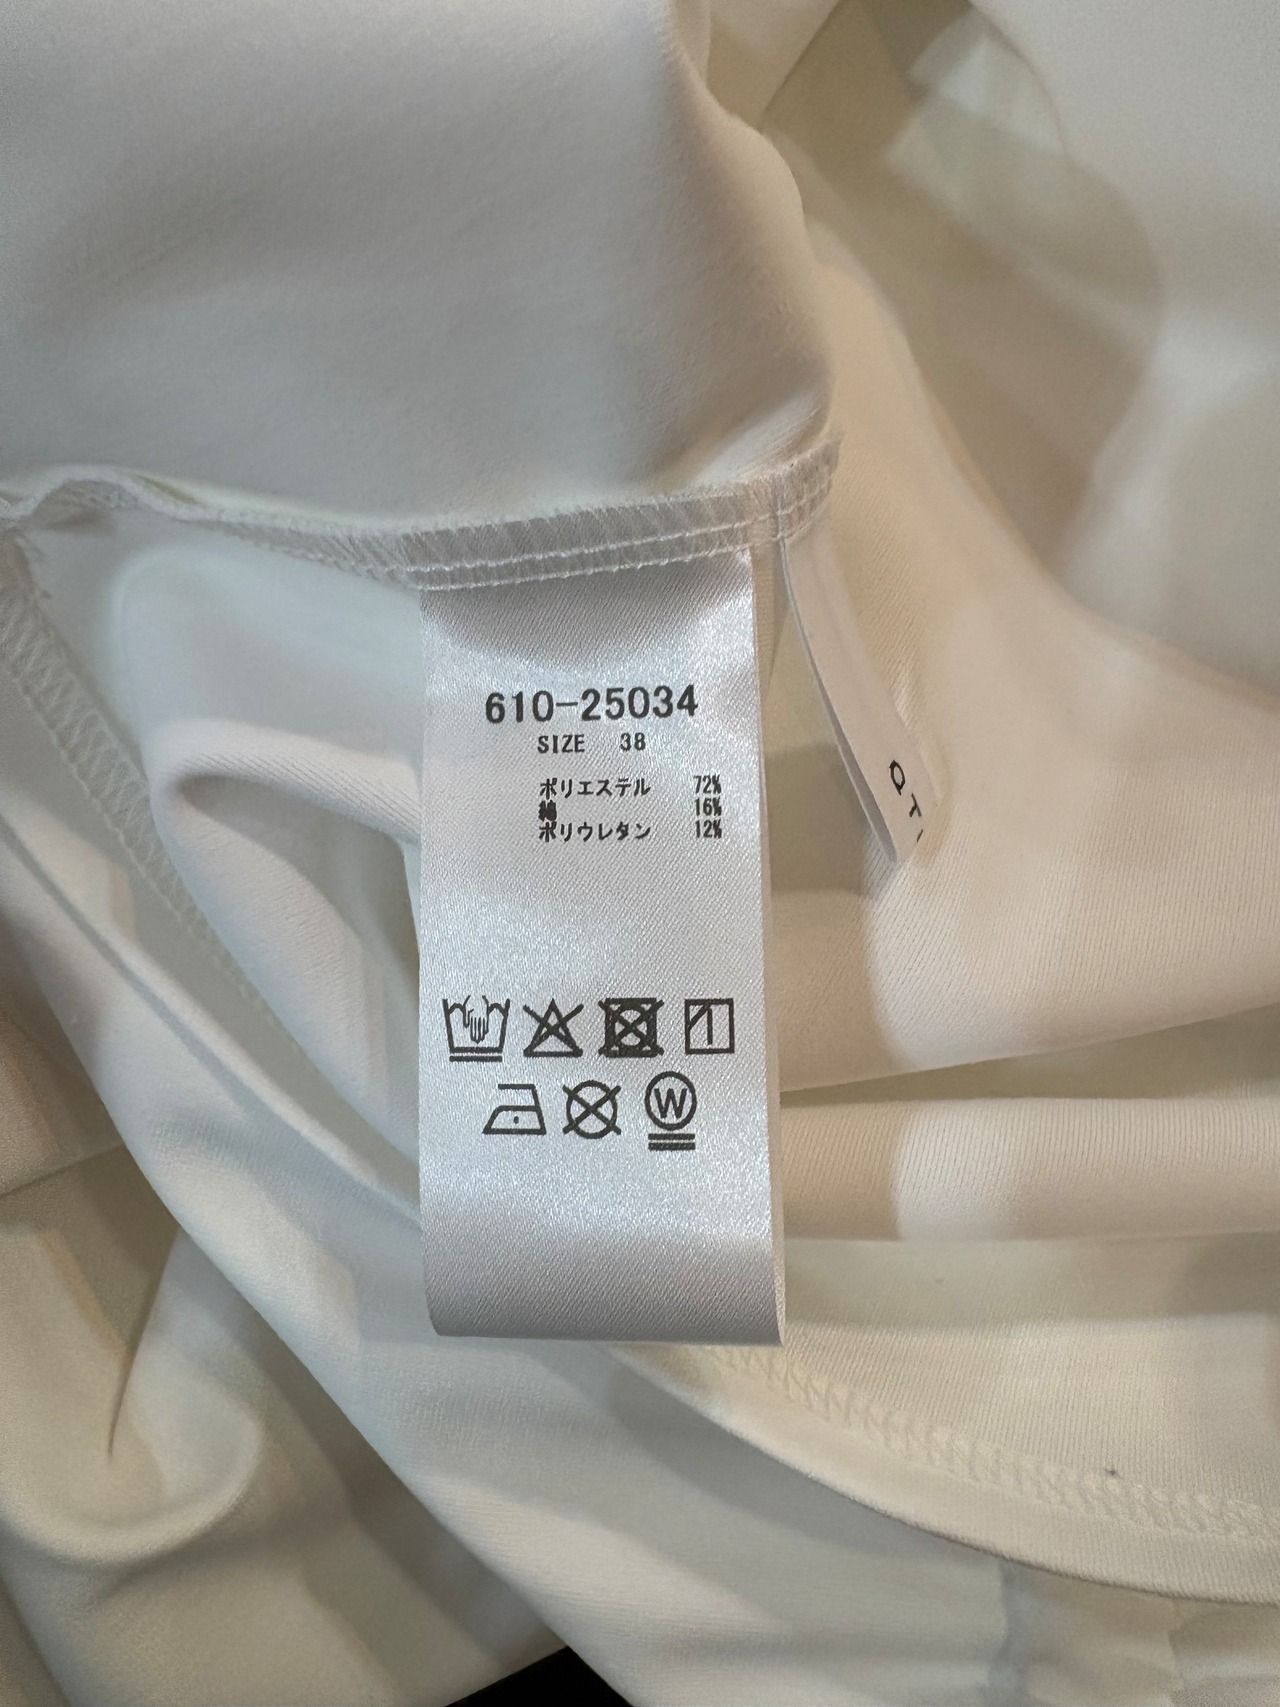 610-25034
SIZE 38
ポリエステル 72%
綿 16%
ポリウレタン 12%
W
QT